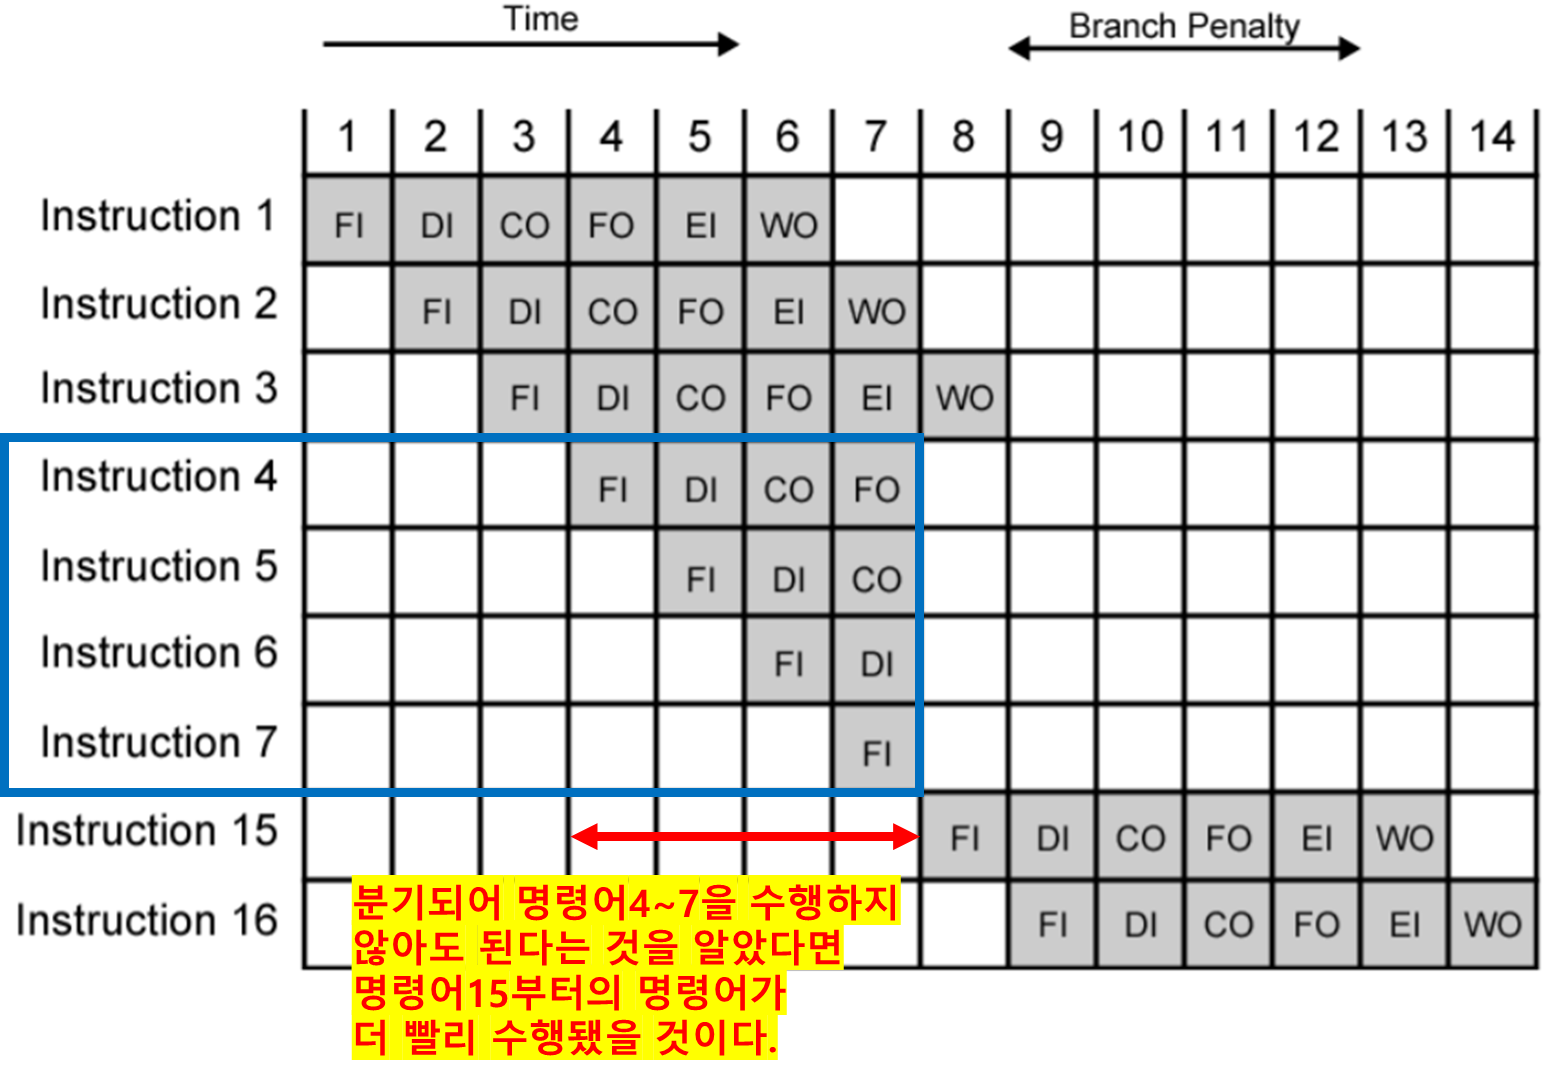 Time Branch Penalty
1 2 3 4 5 6 7 8 9 10 11 12 13 14
Instruction 1 FI DI CO FO EI WO
Instruction 2 FI DI CO FO EI WO
Instruction 3 FI DI CO FO EI WO
Instruction 4 FI DI CO FO
Instruction 5 FI DI CO
Instruction 6 FI DI
Instruction 7 FI
Instruction 15 FI DI CO FO EI WO
Instruction 16 FI DI CO FO EI WO
분기되어 명령어4~7을 수행하지
않아도 된다는 것을 알았다면
명령어15부터의 명령어가
더 빨리 수행됐을 것이다.